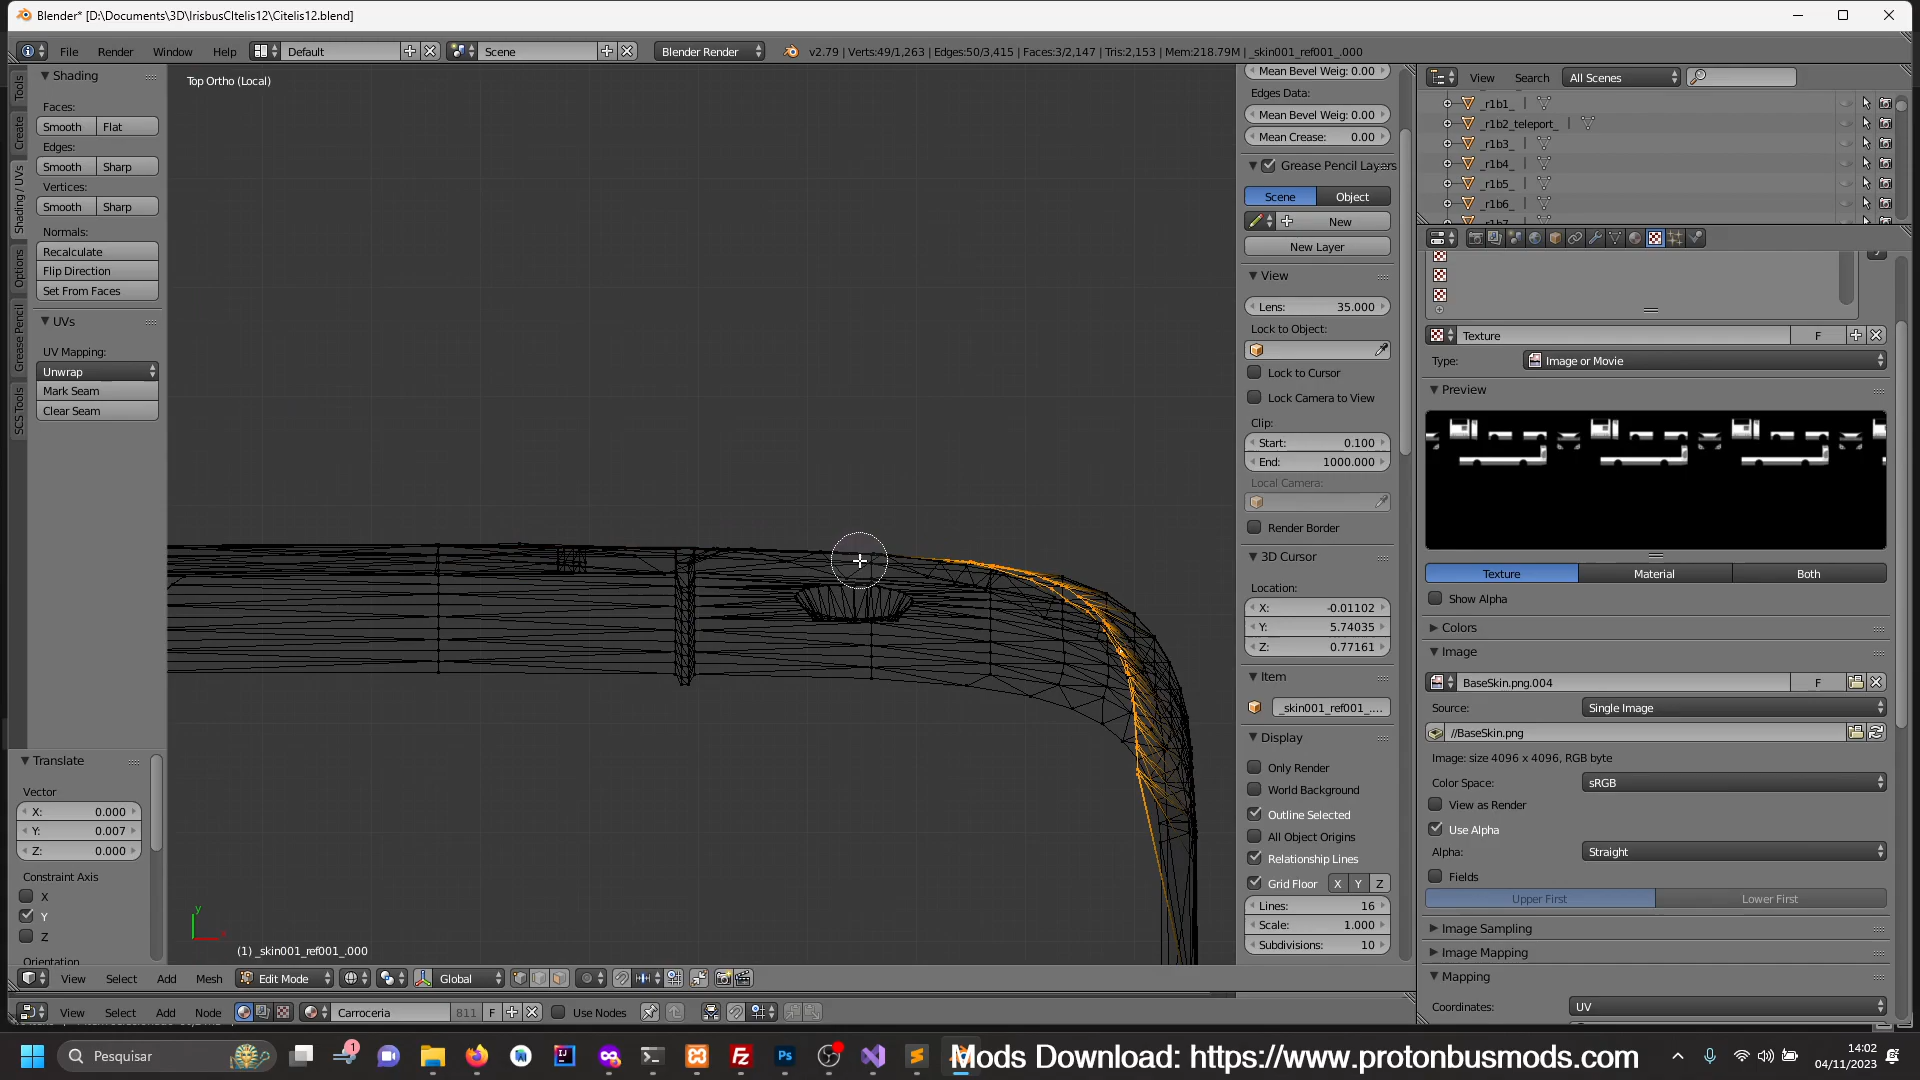 Blender* [D:\Documents\3D\IrisbusCItelis12\Citelis12.blend]
File Render Window Help Default Scene Blender Render v2.79 | Verts:49/1,263 | Edges:50/3,415 | Faces:3/2,147 | Tris:2,153 | Mem:218.79M | _skin001_ref001_.000
Tools
Create
Shading / UVs
Options
Grease Pencil
SCS Tools
Shading
Faces:
Smooth Flat
Edges:
Smooth Sharp
Vertices:
Smooth Sharp
Normals:
Recalculate
Flip Direction
Set From Faces
UVs
UV Mapping:
Unwrap
Mark Seam
Clear Seam
Translate
Vector
X: 0.000
Y: 0.007
Z: 0.000
Constraint Axis
X
Y
Z
Orientation
Top Ortho (Local)
y
(1) _skin001_ref001_.000
Mean Bevel Weig: 0.00
Edges Data:
Mean Bevel Weig: 0.00
Mean Crease: 0.00
Grease Pencil Layers
Scene Object
New
New Layer
View
Lens: 35.000
Lock to Object:
Lock to Cursor
Lock Camera to View
Clip:
Start: 0.100
End: 1000.000
Local Camera:
Render Border
3D Cursor
Location:
X: -0.01102
Y: 5.74035
Z: 0.77161
Item
_skin001_ref001_....
Display
Only Render
World Background
Outline Selected
All Object Origins
Relationship Lines
Grid Floor X Y Z
Lines: 16
Scale: 1.000
Subdivisions: 10
View Search All Scenes
_r1b1_
_r1b2_teleport_
_r1b3_
_r1b4_
_r1b5_
_r1b6_
_r1b7_
Texture F
Type: Image or Movie
Preview
Texture Material Both
Show Alpha
Colors
Image
BaseSkin.png.004 F
Source: Single Image
//BaseSkin.png
Image: size 4096 x 4096, RGB byte
Color Space: sRGB
View as Render
Use Alpha
Alpha: Straight
Fields
Upper First Lower First
Image Sampling
Image Mapping
Mapping
Coordinates: UV
View Select Add Mesh Edit Mode Global
View Select Add Node Carroceria 811 F Use Nodes
Pesquisar
1
Mods Download: https://www.protonbusmods.com
14:02
04/11/2023